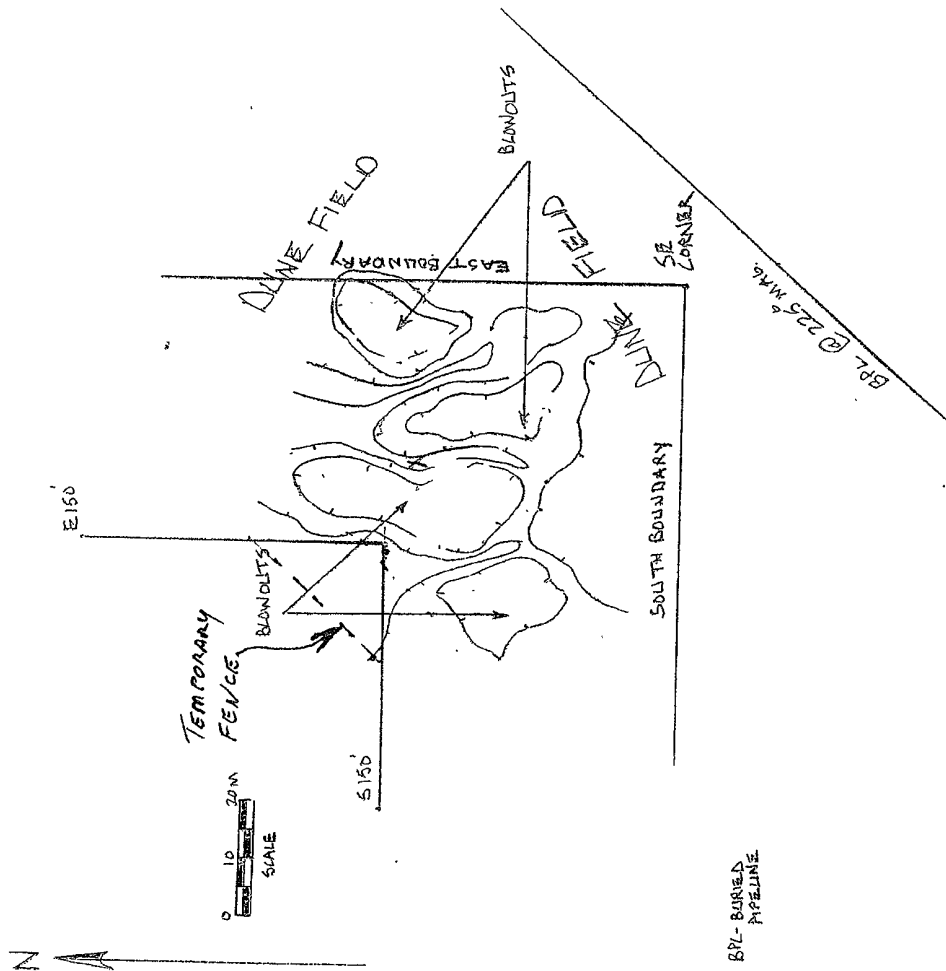 N
E150'
DUNE FIELD
BLOWOUTS
EAST BOUNDARY
BLOWOUTS
TEMPORARY
FENCE
S150'
0 10 20 M
SCALE
DUNE FIELD
SE
CORNER
SOUTH BOUNDARY
BPL @ 225° MAG.
BPL - BURIED
PIPELINE